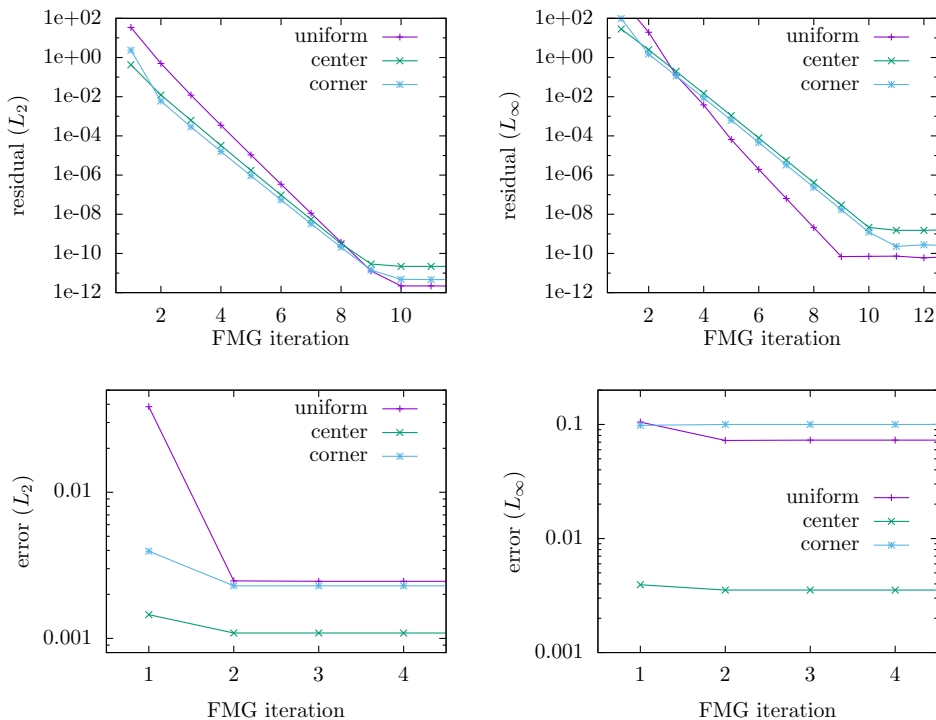 1e+02
1e+00
1e-02
1e-04
1e-06
1e-08
1e-10
1e-12
residual (L₂)
uniform
center
corner
2 4 6 8 10
FMG iteration
1e+02
1e+00
1e-02
1e-04
1e-06
1e-08
1e-10
1e-12
residual (L∞)
uniform
center
corner
2 4 6 8 10 12
FMG iteration
0.01
0.001
error (L₂)
uniform
center
corner
1 2 3 4
FMG iteration
0.1
0.01
0.001
error (L∞)
uniform
center
corner
1 2 3 4
FMG iteration